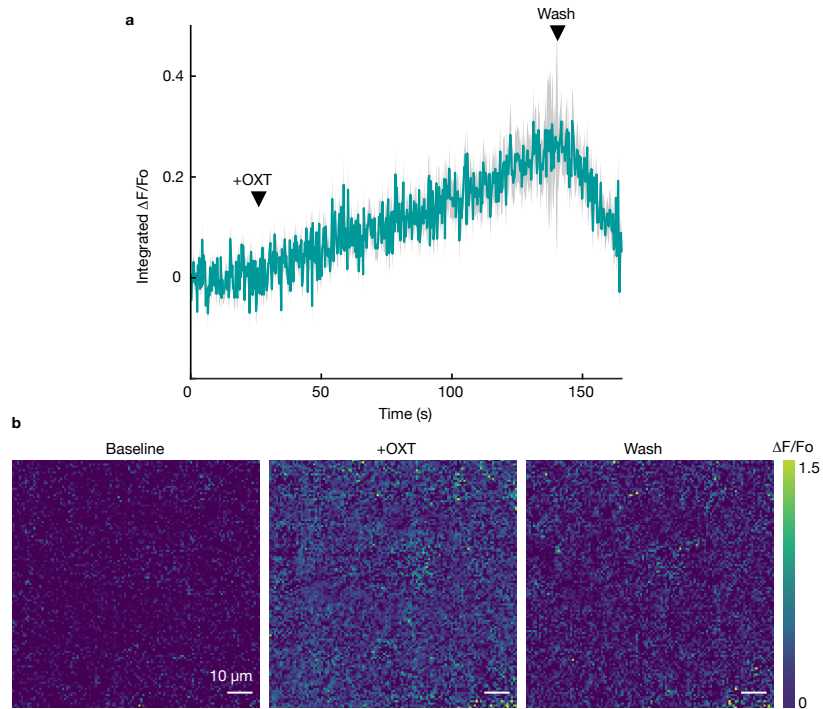 a
Wash
0.4
+OXT
0.2
Integrated ΔF/Fo
0
0 50 100 150
Time (s)
b
Baseline +OXT Wash ΔF/Fo
1.5
10 µm
0